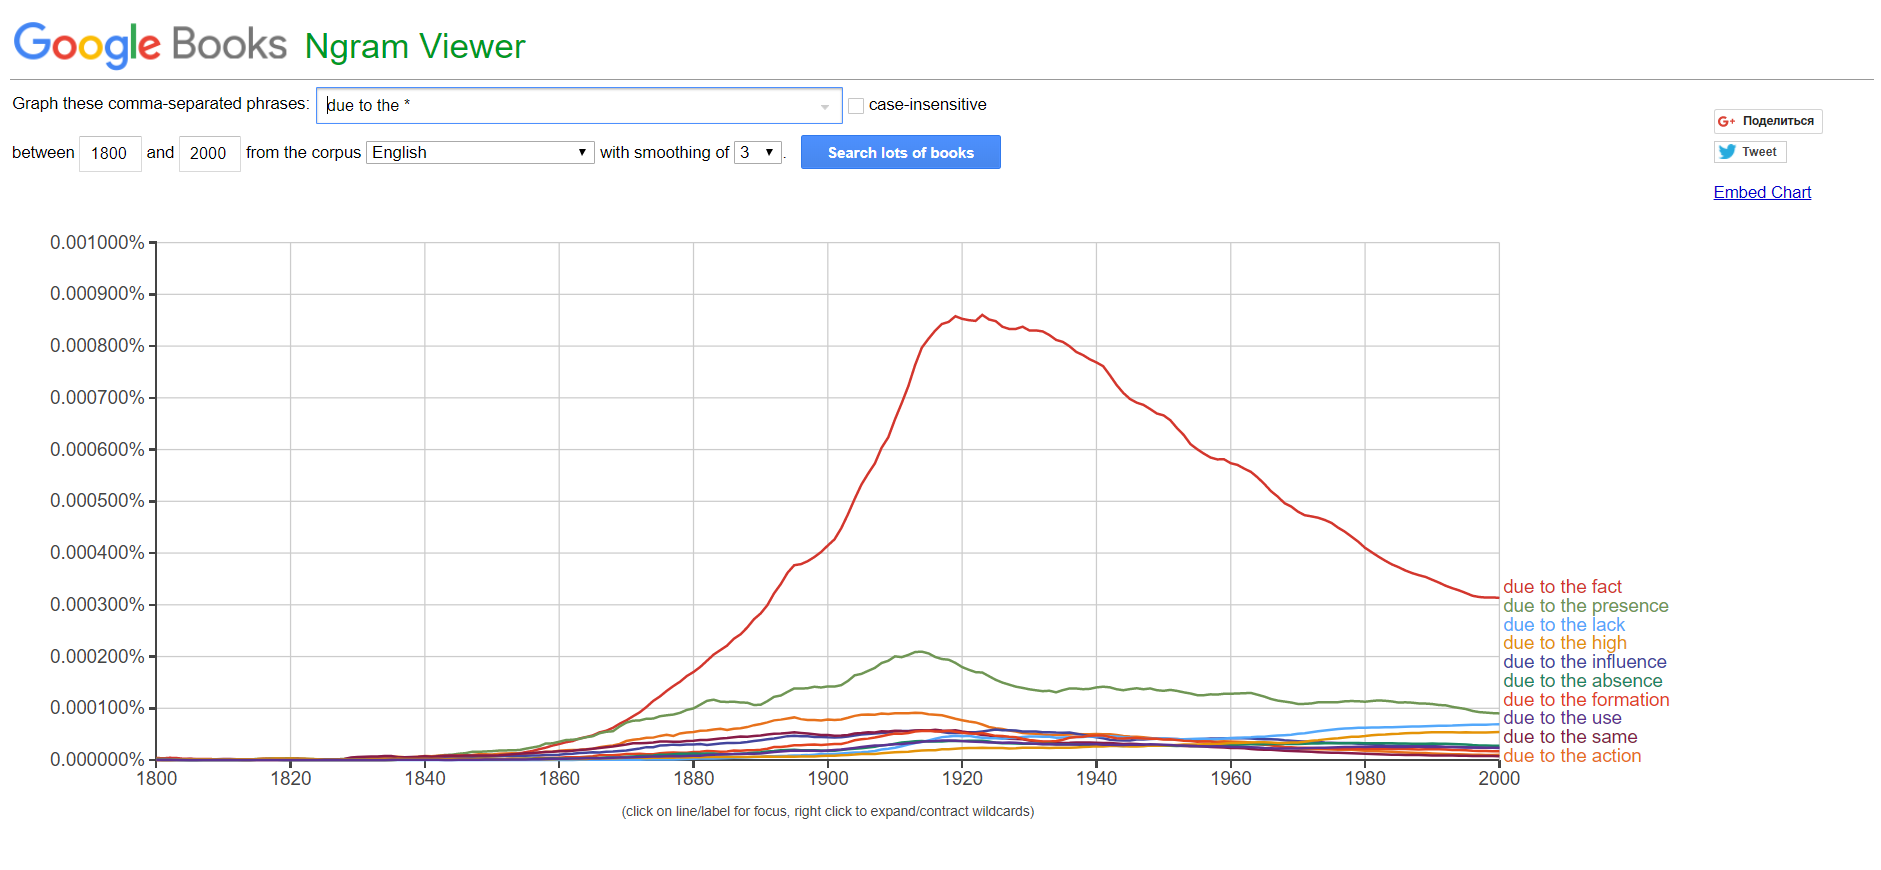 Google Books Ngram Viewer
Graph these comma-separated phrases: due to the * case-insensitive
between 1800 and 2000 from the corpus English with smoothing of 3 . Search lots of books
G+ Поделиться
Tweet
Embed Chart
0.001000%
0.000900%
0.000800%
0.000700%
0.000600%
0.000500%
0.000400%
0.000300%
0.000200%
0.000100%
0.000000%
1800 1820 1840 1860 1880 1900 1920 1940 1960 1980 2000
due to the fact
due to the presence
due to the lack
due to the high
due to the influence
due to the absence
due to the formation
due to the use
due to the same
due to the action
(click on line/label for focus, right click to expand/contract wildcards)